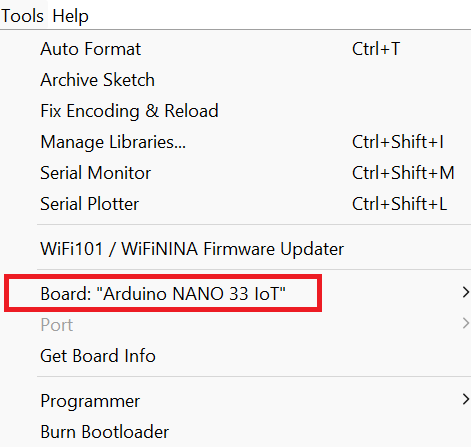 Tools Help
Auto Format Ctrl+T
Archive Sketch
Fix Encoding & Reload
Manage Libraries... Ctrl+Shift+I
Serial Monitor Ctrl+Shift+M
Serial Plotter Ctrl+Shift+L
WiFi101 / WiFiNINA Firmware Updater
Board: "Arduino NANO 33 IoT"
Port
Get Board Info
Programmer
Burn Bootloader